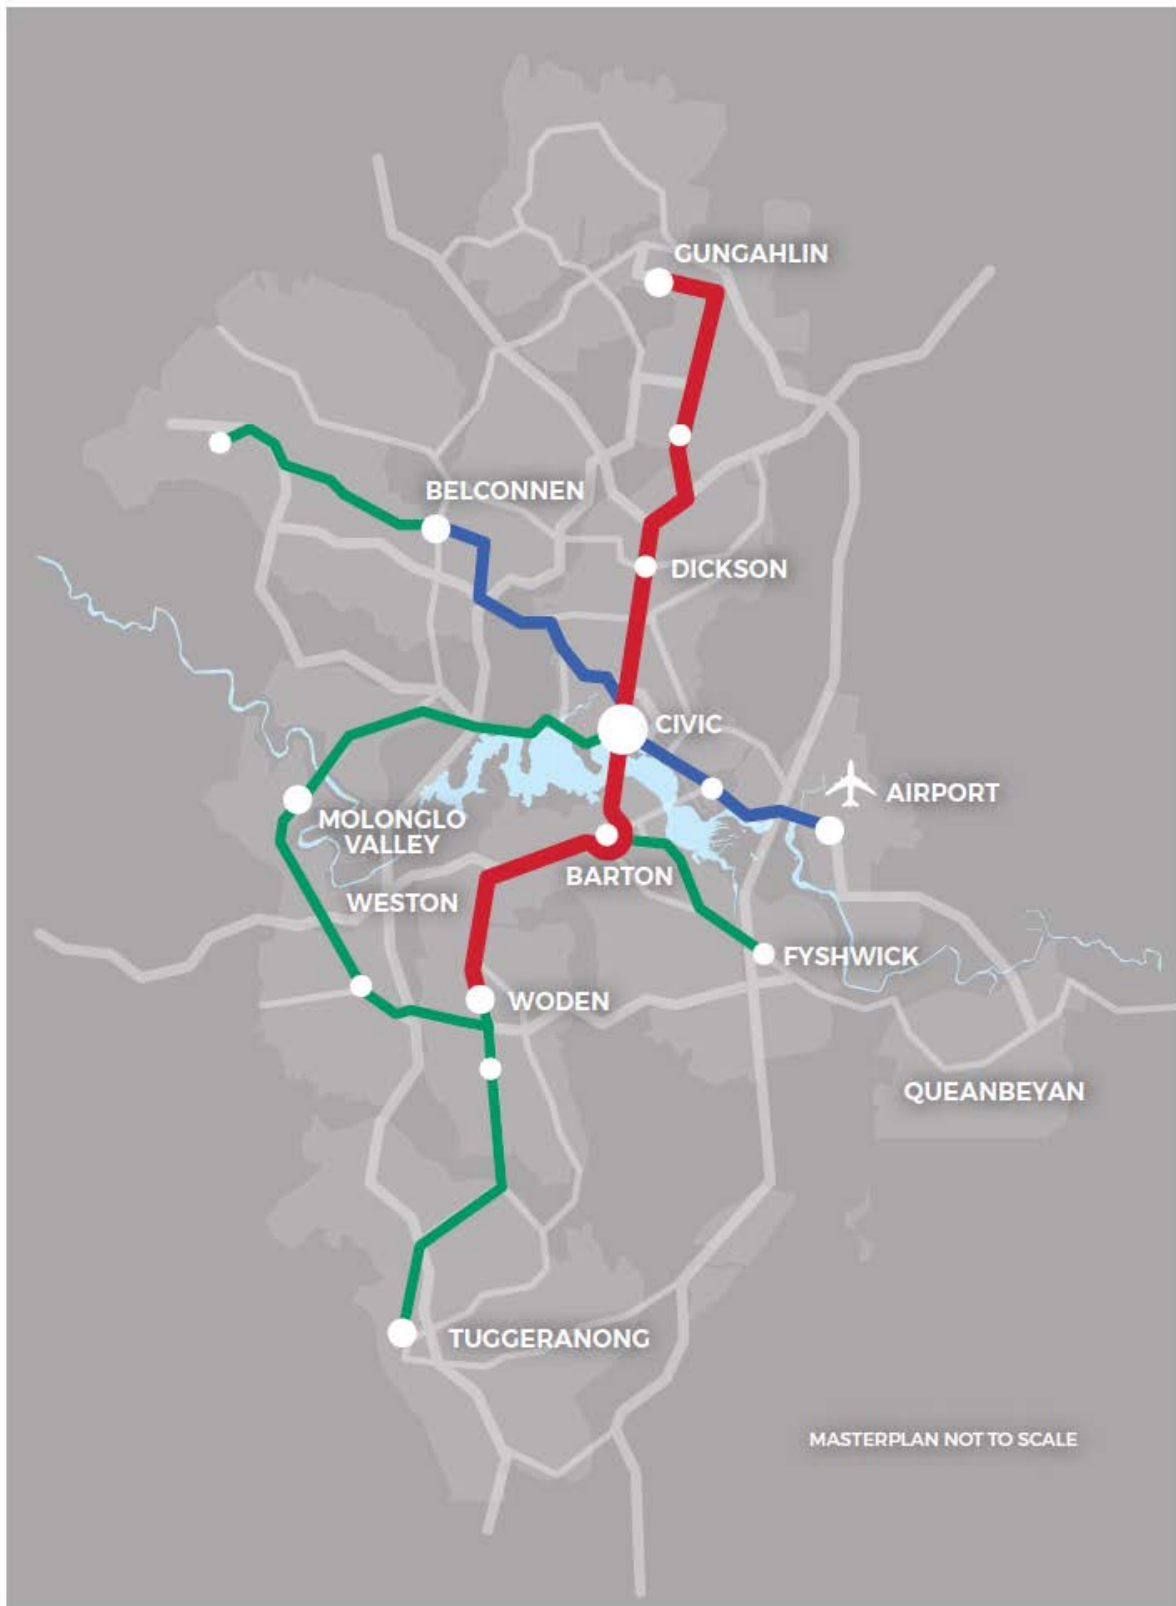 GUNGAHLIN
BELCONNEN
DICKSON
CIVIC
AIRPORT
MOLONGLO
VALLEY
BARTON
WESTON
FYSHWICK
WODEN
QUEANBEYAN
TUGGERANONG
MASTERPLAN NOT TO SCALE